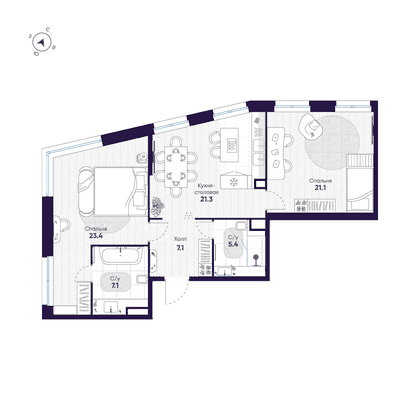 С
З
В
Ю
Спальня
21.1
Кухня-
столовая
21.3
Спальня
23.4
Холл
7.1
С/у
5.4
С/у
7.1